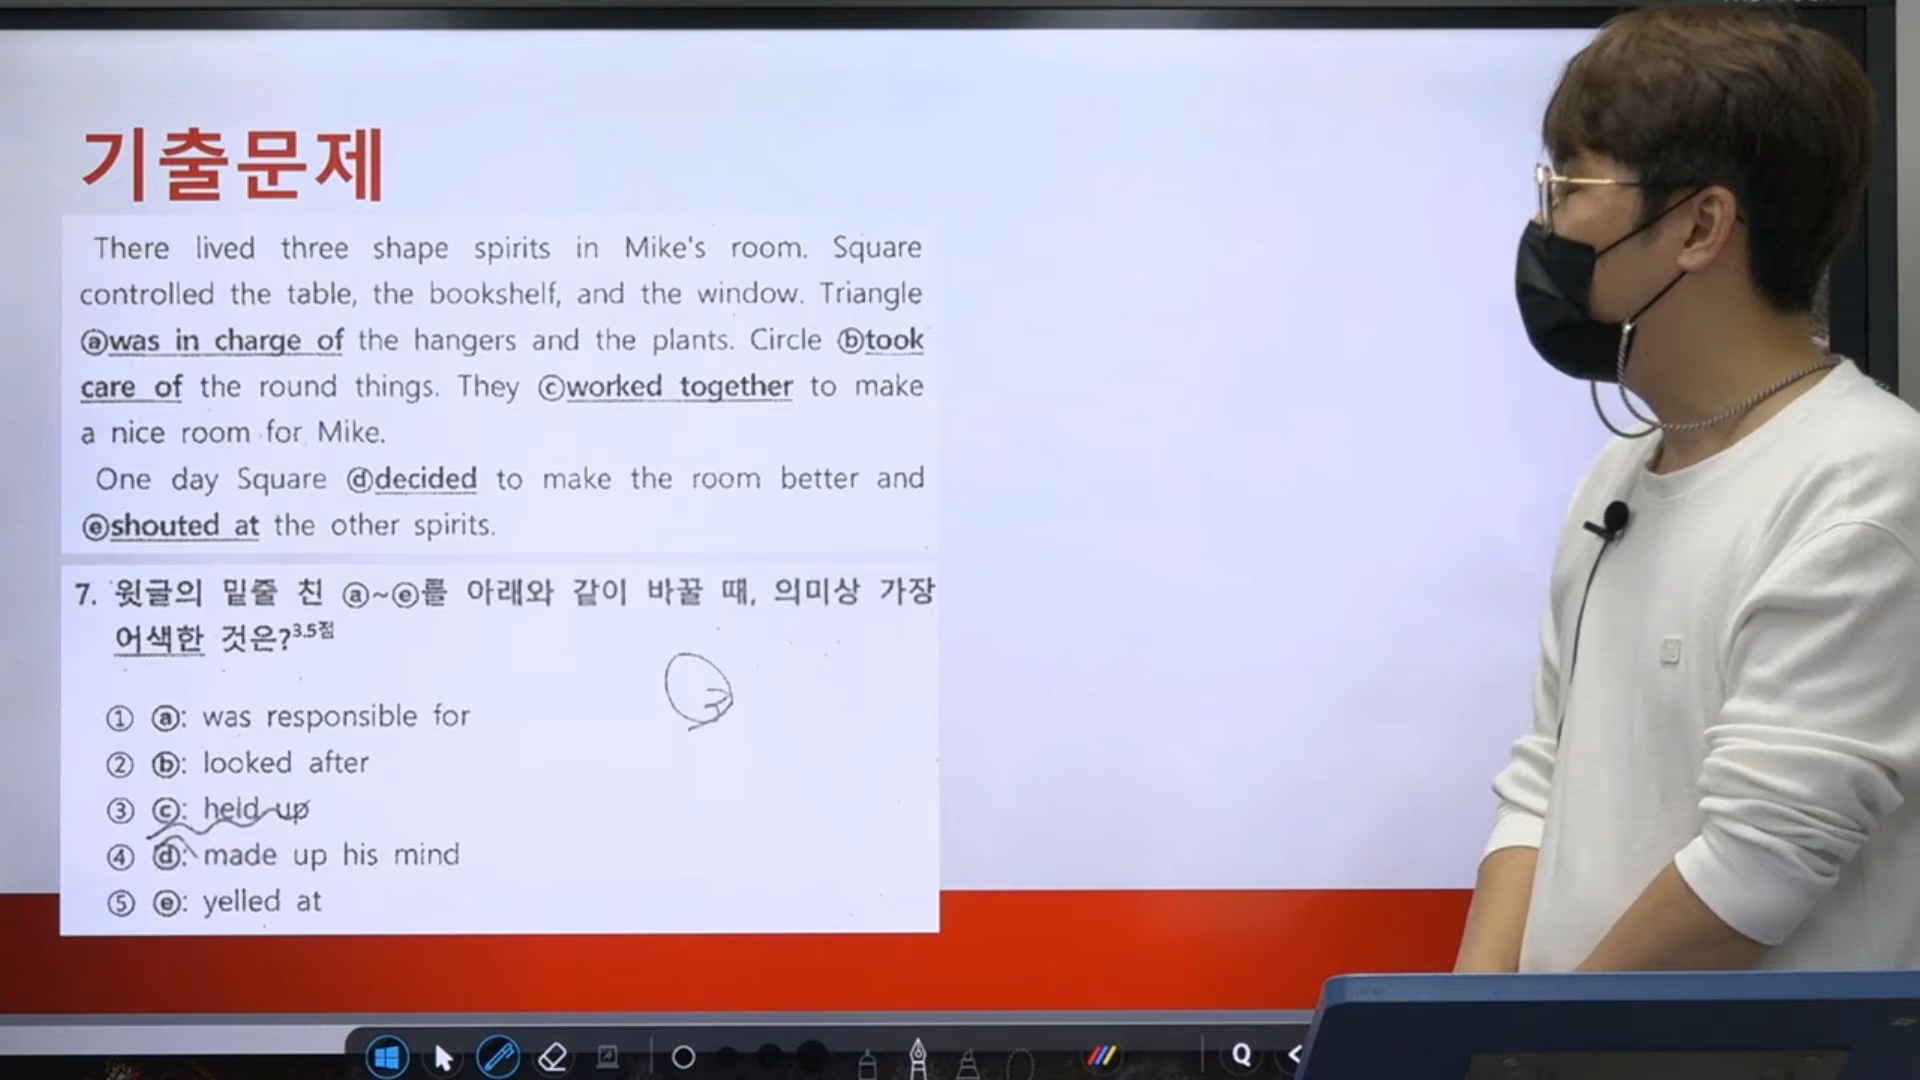 기출문제
There lived three shape spirits in Mike's room. Square
controlled the table, the bookshelf, and the window. Triangle
ⓐwas in charge of the hangers and the plants. Circle ⓑtook
care of the round things. They ⓒworked together to make
a nice room for Mike.
One day Square ⓓdecided to make the room better and
ⓔshouted at the other spirits.
7. 윗글의 밑줄 친 ⓐ~ⓔ를 아래와 같이 바꿀 때, 의미상 가장
어색한 것은?3.5점
① ⓐ: was responsible for
② ⓑ: looked after
③ ⓒ: held up
④ ⓓ: made up his mind
⑤ ⓔ: yelled at